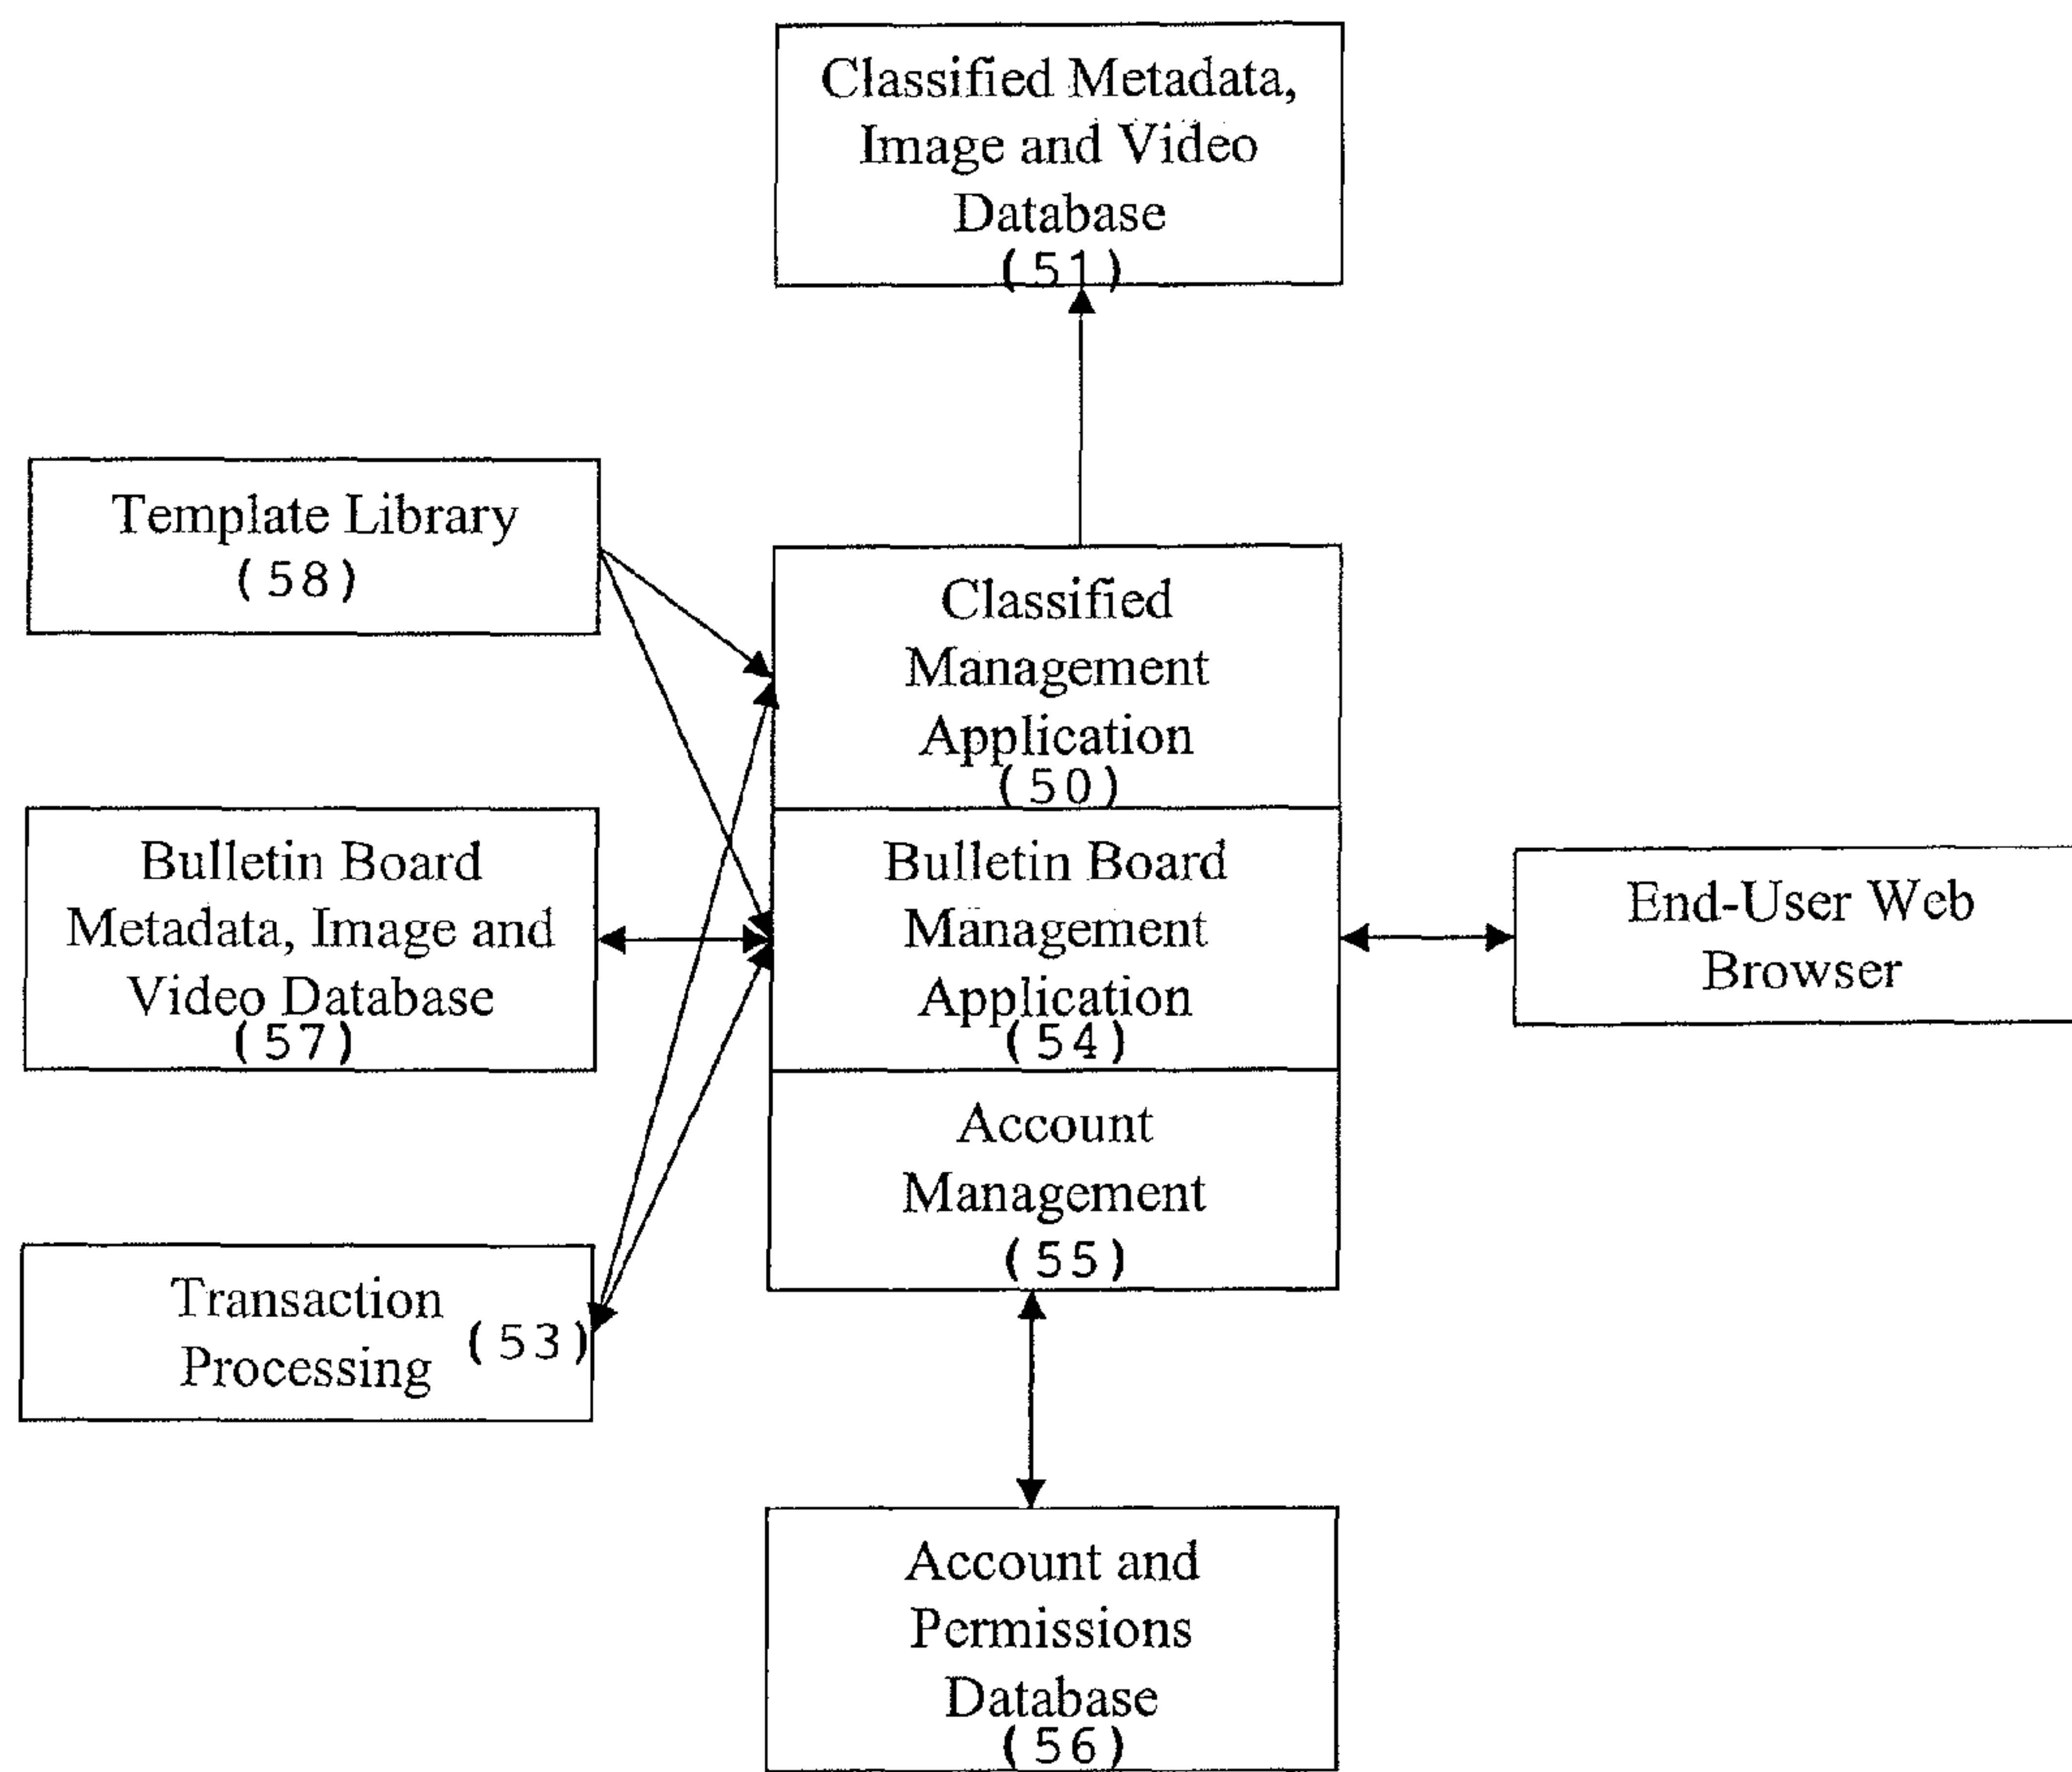 Classified Metadata,
Image and Video
Database
(51)
Template Library
(58)
Classified
Management
Application
(50)
Bulletin Board
Metadata, Image and
Video Database
(57)
Bulletin Board
Management
Application
(54)
End-User Web
Browser
Account
Management
(55)
Transaction
Processing (53)
Account and
Permissions
Database
(56)